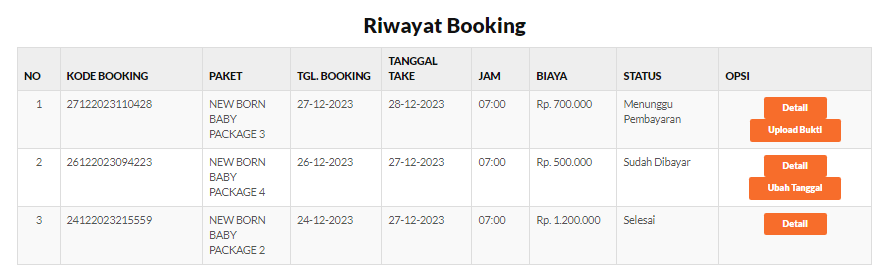 Riwayat Booking
NO KODE BOOKING PAKET TGL. BOOKING TANGGAL TAKE JAM BIAYA STATUS OPSI
1 27122023110428 NEW BORN BABY PACKAGE 3 27-12-2023 28-12-2023 07:00 Rp. 700.000 Menunggu Pembayaran Detail Upload Bukti
2 26122023094223 NEW BORN BABY PACKAGE 4 26-12-2023 27-12-2023 07:00 Rp. 500.000 Sudah Dibayar Detail Ubah Tanggal
3 24122023215559 NEW BORN BABY PACKAGE 2 24-12-2023 27-12-2023 07:00 Rp. 1.200.000 Selesai Detail